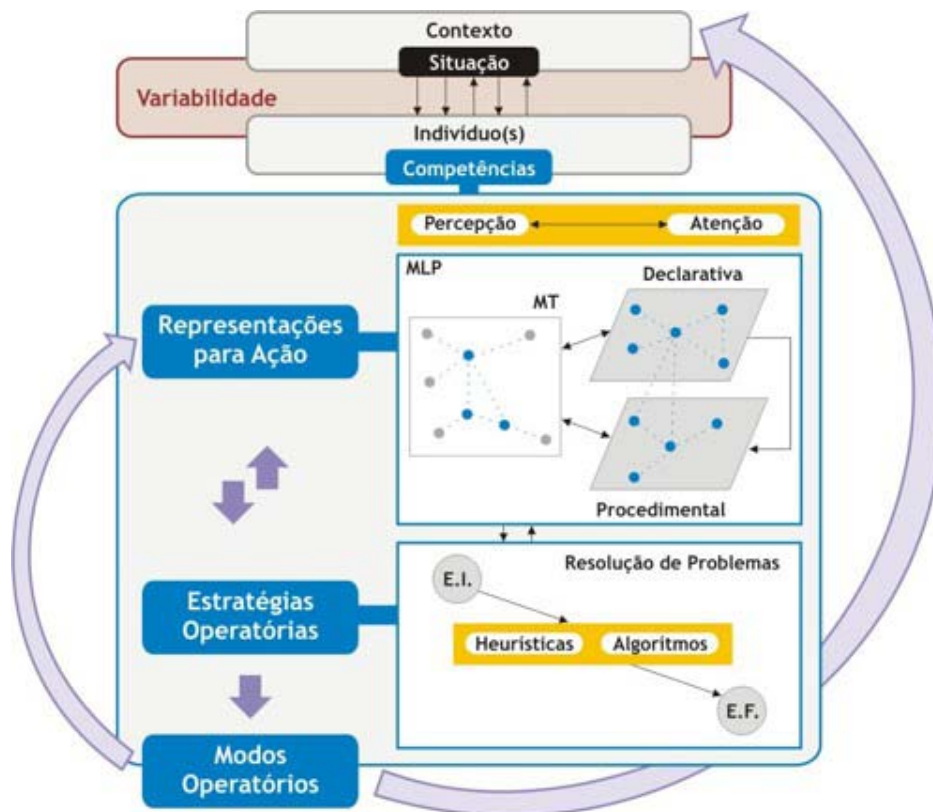 Contexto
Situação
Variabilidade
Indivíduo(s)
Competências
Percepção
Atenção
MLP
Declarativa
MT
Representações
para Ação
Procedimental
Resolução de Problemas
E.I.
Estratégias
Operatórias
Heurísticas
Algoritmos
E.F.
Modos
Operatórios